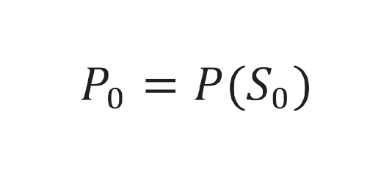 P₀ = P(S₀)